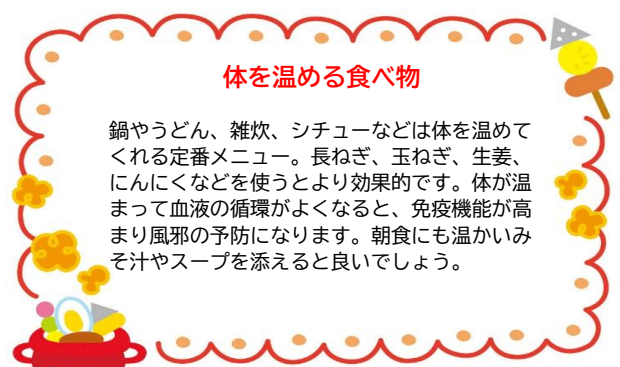 体を温める食べ物
鍋やうどん、雑炊、シチューなどは体を温めて
くれる定番メニュー。長ねぎ、玉ねぎ、生姜、
にんにくなどを使うとより効果的です。体が温
まって血液の循環がよくなると、免疫機能が高
まり風邪の予防になります。朝食にも温かいみ
そ汁やスープを添えると良いでしょう。